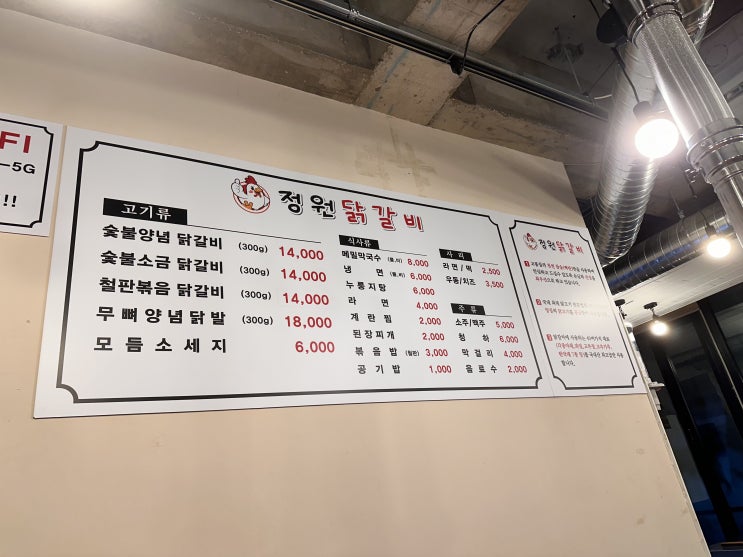 FI
-5G
!!
정원닭갈비
고기류
숯불양념 닭갈비 (300g) 14,000
숯불소금 닭갈비 (300g) 14,000
철판볶음 닭갈비 (300g) 14,000
무뼈양념닭발 (300g) 18,000
모듬소세지 6,000
식사류
메밀막국수 (물,비) 8,000
냉면 (물,비) 6,000
누룽지탕 6,000
라면 4,000
계란찜 2,000
된장찌개 2,000
볶음밥 (철판) 3,000
공기밥 1,000
사리
라면/떡 2,500
우동/치즈 3,500
주류
소주/맥주 5,000
청하 6,000
막걸리 4,000
음료수 2,000
정원닭갈비
1
2
3